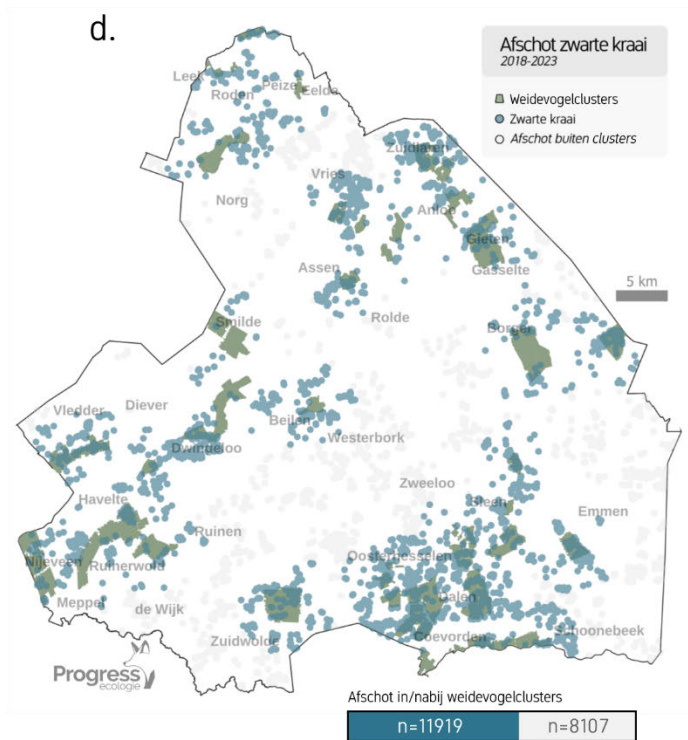 d.
Afschot zwarte kraai
2018-2023
Weidevogelclusters
Zwarte kraai
Afschot buiten clusters
Leek
Peize
Eelde
Roden
Zuidlaren
Vries
Norg
Anloo
Gieten
Assen
Gasselte
5 km
Rolde
Smilde
Borger
Diever
Vledder
Beilen
Westerbork
Dwingeloo
Zweeloo
Havelte
Sleen
Emmen
Ruinen
Oosterhesselen
Nijeveen
Ruinerwold
Dalen
Meppel
de Wijk
Zuidwolde
Coevorden
Schoonebeek
Progress
ecologie
Afschot in/nabij weidevogelclusters
n=11919 n=8107